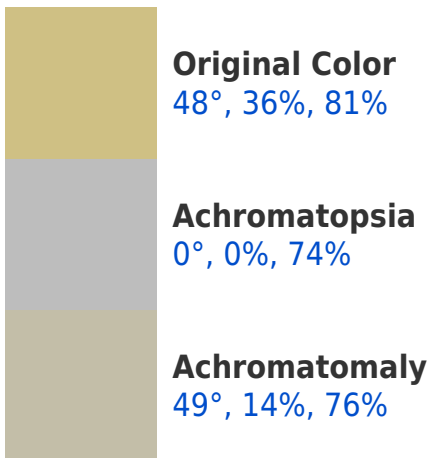 Original Color
48°, 36%, 81%
Achromatopsia
0°, 0%, 74%
Achromatomaly
49°, 14%, 76%